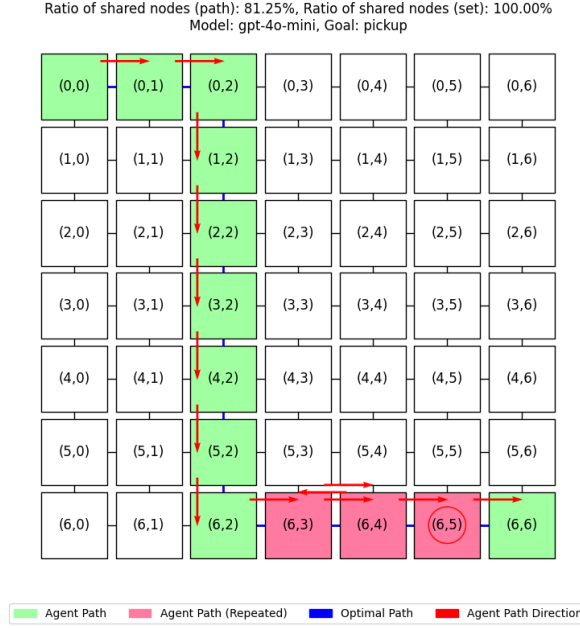 Ratio of shared nodes (path): 81.25%, Ratio of shared nodes (set): 100.00%
Model: gpt-4o-mini, Goal: pickup
(0,0) (0,1) (0,2) (0,3) (0,4) (0,5) (0,6)
(1,0) (1,1) (1,2) (1,3) (1,4) (1,5) (1,6)
(2,0) (2,1) (2,2) (2,3) (2,4) (2,5) (2,6)
(3,0) (3,1) (3,2) (3,3) (3,4) (3,5) (3,6)
(4,0) (4,1) (4,2) (4,3) (4,4) (4,5) (4,6)
(5,0) (5,1) (5,2) (5,3) (5,4) (5,5) (5,6)
(6,0) (6,1) (6,2) (6,3) (6,4) (6,5) (6,6)
Agent Path Agent Path (Repeated) Optimal Path Agent Path Direction